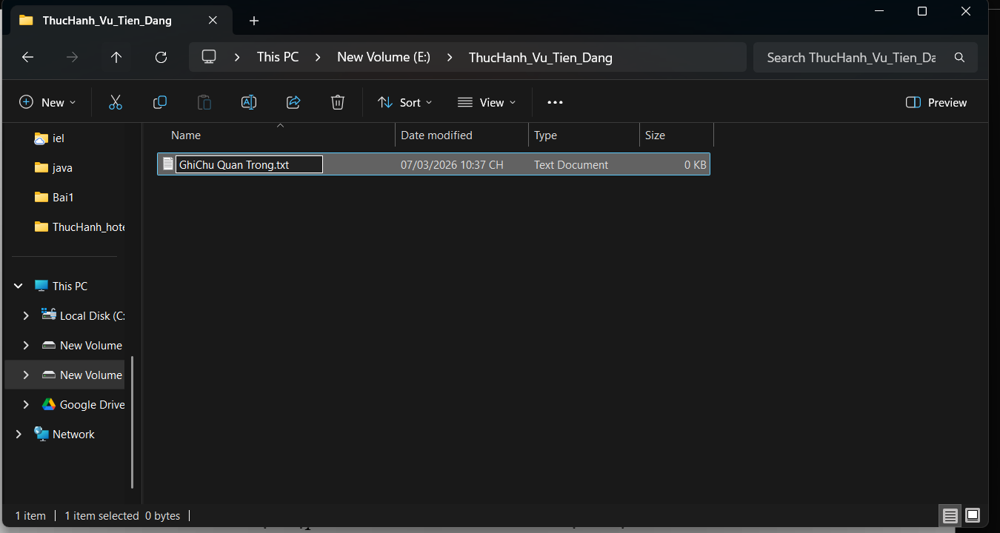 ThucHanh_Vu_Tien_Dang
This PC > New Volume (E:) > ThucHanh_Vu_Tien_Dang
Search ThucHanh_Vu_Tien_Da
New
Sort
View
Preview
Name Date modified Type Size
GhiChu Quan Trong.txt 07/03/2026 10:37 CH Text Document 0 KB
iel
java
Bai1
ThucHanh_hote
This PC
Local Disk (C:
New Volume
New Volume
Google Drive
Network
1 item 1 item selected 0 bytes